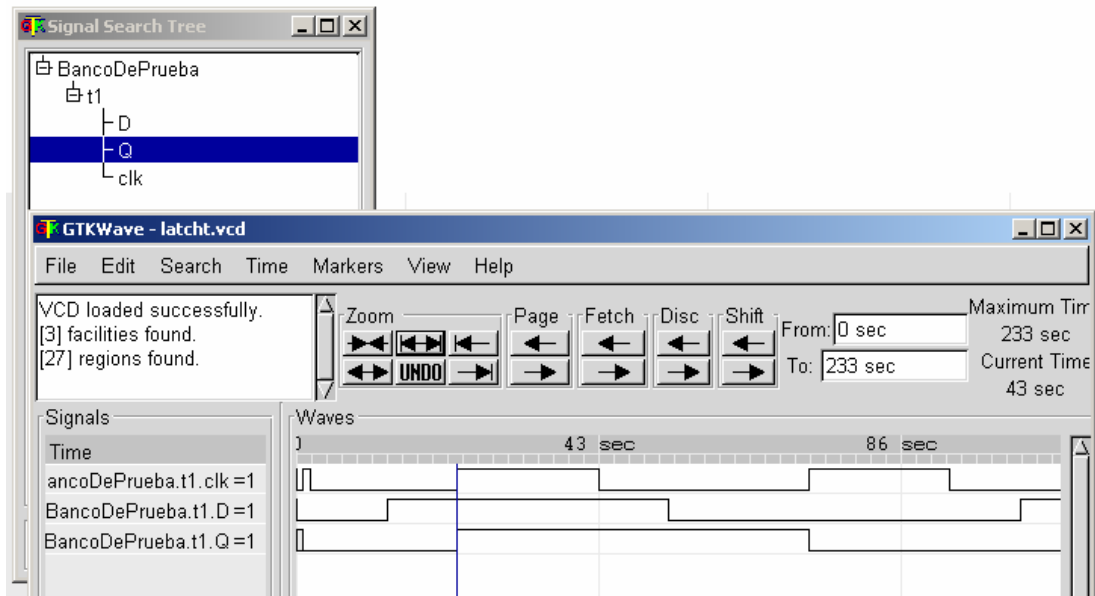 Signal Search Tree
BancoDePrueba
t1
D
Q
clk
GTKWave - latcht.vcd
File Edit Search Time Markers View Help
VCD loaded successfully.
[3] facilities found.
[27] regions found.
Zoom
UNDO
Page
Fetch
Disc
Shift
From: 0 sec
To: 233 sec
Maximum Tim
233 sec
Current Time
43 sec
Signals
Time
ancoDePrueba.t1.clk =1
BancoDePrueba.t1.D =1
BancoDePrueba.t1.Q =1
Waves
43 sec 86 sec